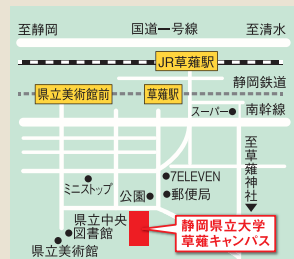 至静岡
国道一号線
至清水
JR草薙駅
静岡鉄道
県立美術館前
草薙駅
スーパー
南幹線
至草薙神社
7ELEVEN
ミニストップ
公園
郵便局
県立中央
図書館
県立美術館
静岡県立大学
草薙キャンパス